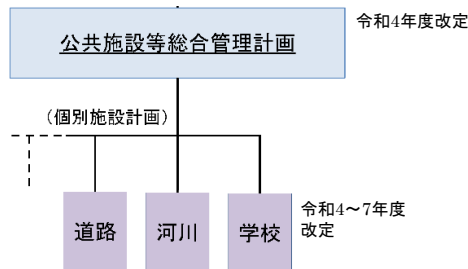 令和4年度改定
公共施設等総合管理計画
（個別施設計画）
道路
河川
学校
令和4～7年度
改定